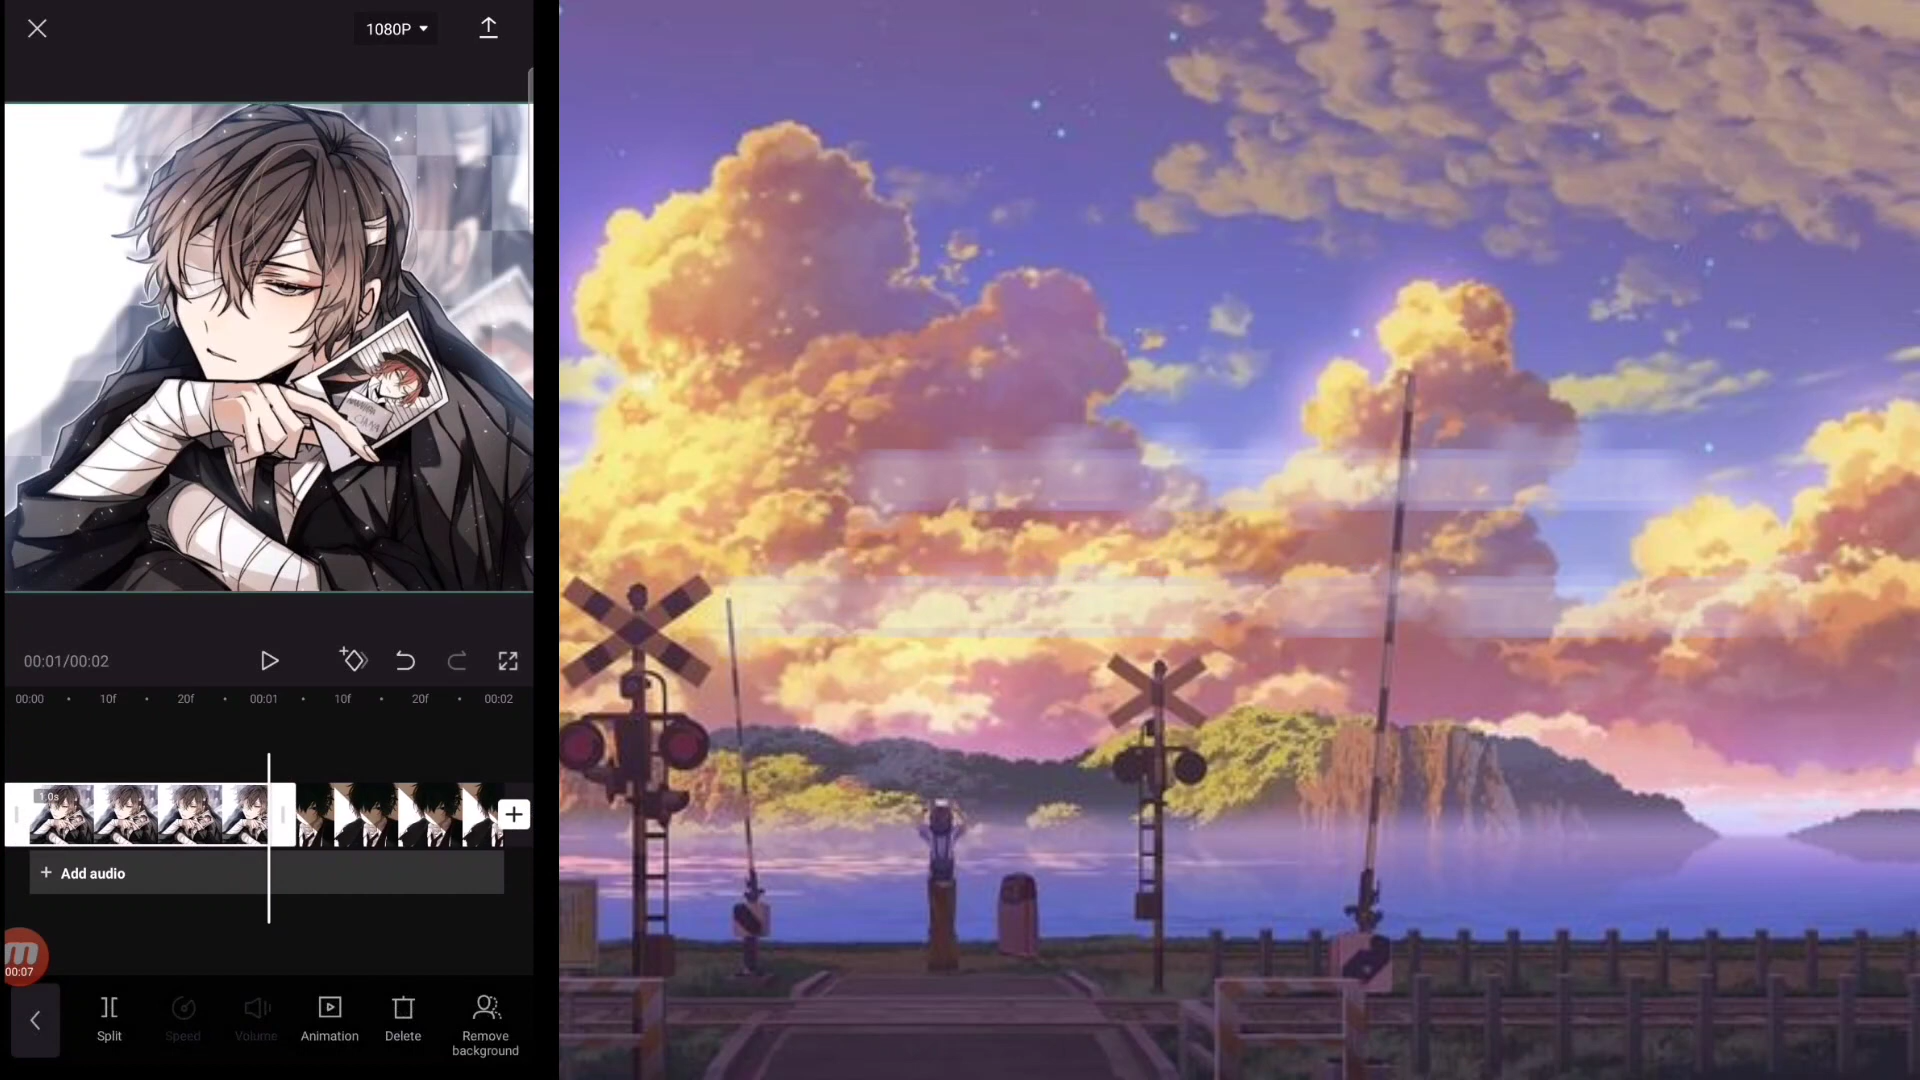 1080P
00:01/00:02
00:00 10f 20f 00:01 10f 20f 00:02
1.0s
+ Add audio
00:07
Split Speed Volume Animation Delete Remove background